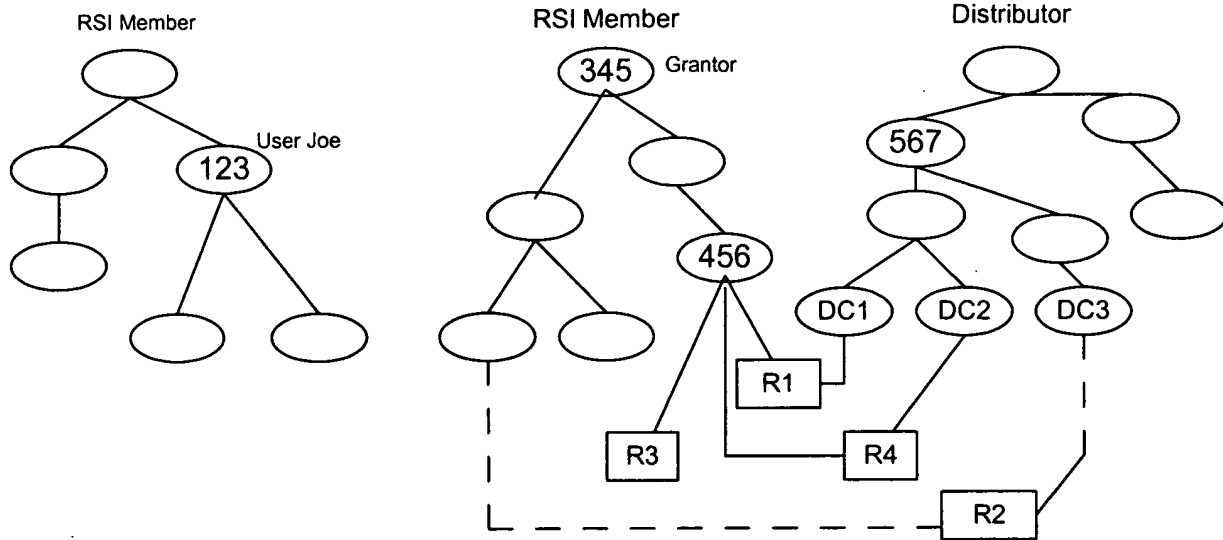 RSI Member
RSI Member
Distributor
345
Grantor
User Joe
123
567
456
DC1
DC2
DC3
R1
R3
R4
R2